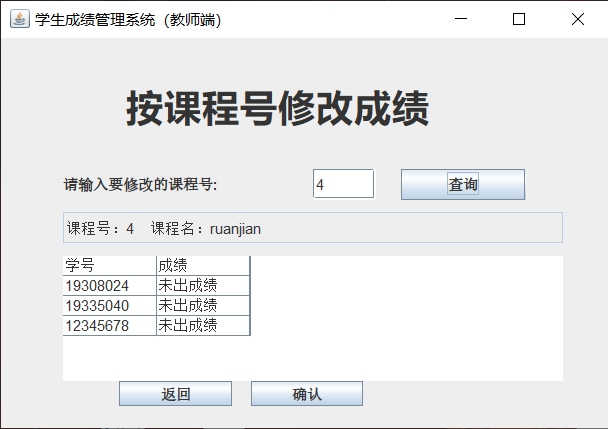 学生成绩管理系统（教师端）
按课程号修改成绩
请输入要修改的课程号: 4 查询
课程号：4 课程名：ruanjian
学号 成绩
19308024 未出成绩
19335040 未出成绩
12345678 未出成绩
返回 确认